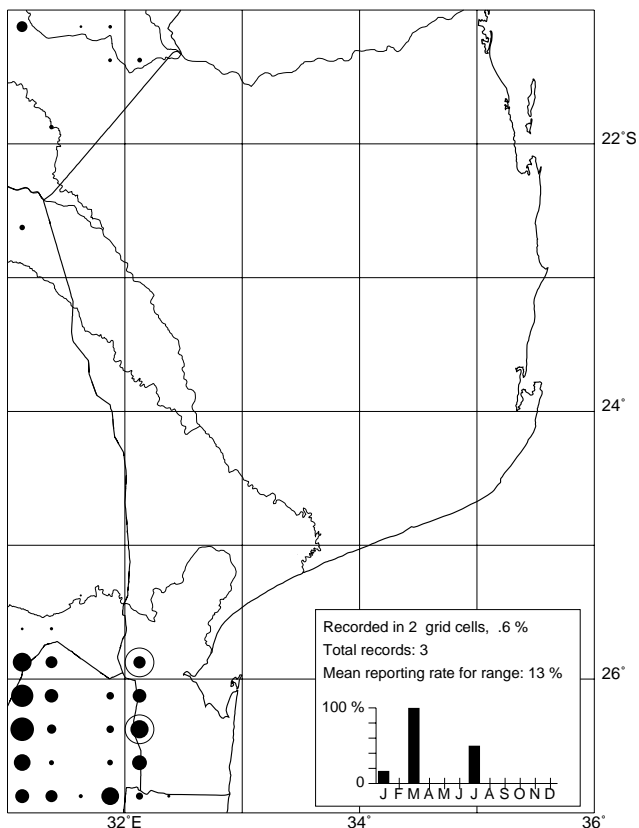 22°S
24°
Recorded in 2 grid cells, .6 %
Total records: 3
Mean reporting rate for range: 13 %
26°
100 %
0
J F M A M J J A S O N D
32°E 34° 36°